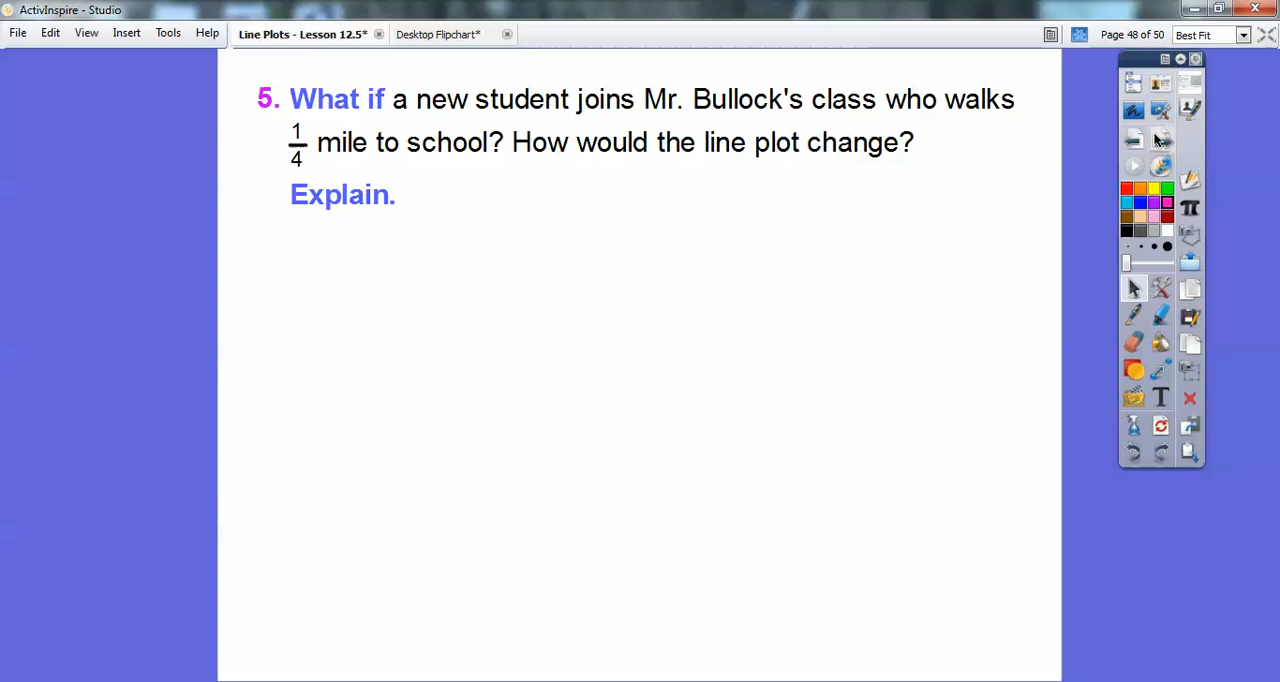 ActivInspire - Studio
File Edit View Insert Tools Help
Line Plots - Lesson 12.5* Desktop Flipchart* Page 48 of 50 Best Fit
5. What if a new student joins Mr. Bullock's class who walks
1/4 mile to school? How would the line plot change?
Explain.